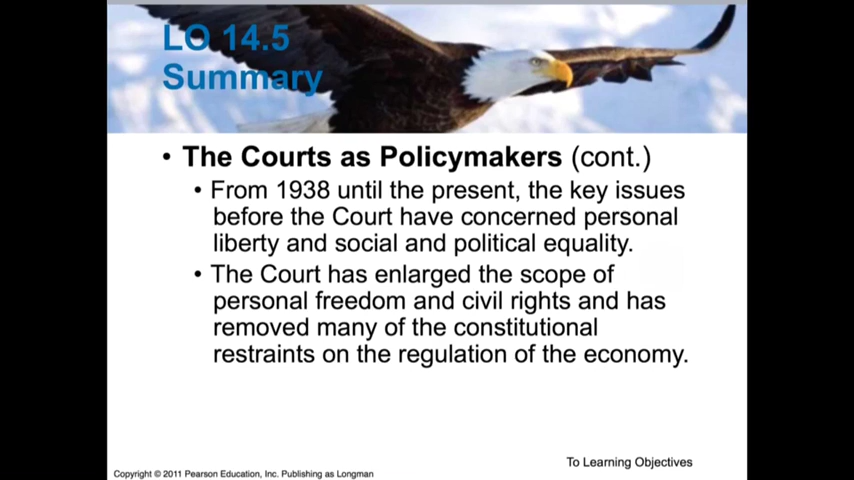 LO 14.5
Summary
• The Courts as Policymakers (cont.)
• From 1938 until the present, the key issues
before the Court have concerned personal
liberty and social and political equality.
• The Court has enlarged the scope of
personal freedom and civil rights and has
removed many of the constitutional
restraints on the regulation of the economy.
To Learning Objectives
Copyright © 2011 Pearson Education, Inc. Publishing as Longman